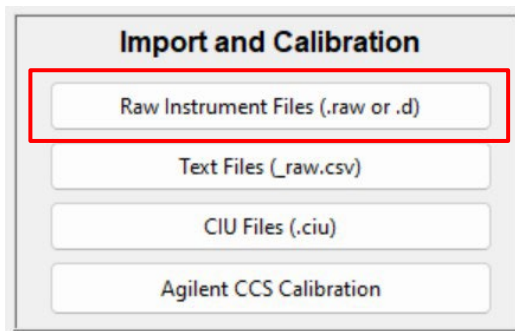 Import and Calibration
Raw Instrument Files (.raw or .d)
Text Files (_raw.csv)
CIU Files (.ciu)
Agilent CCS Calibration